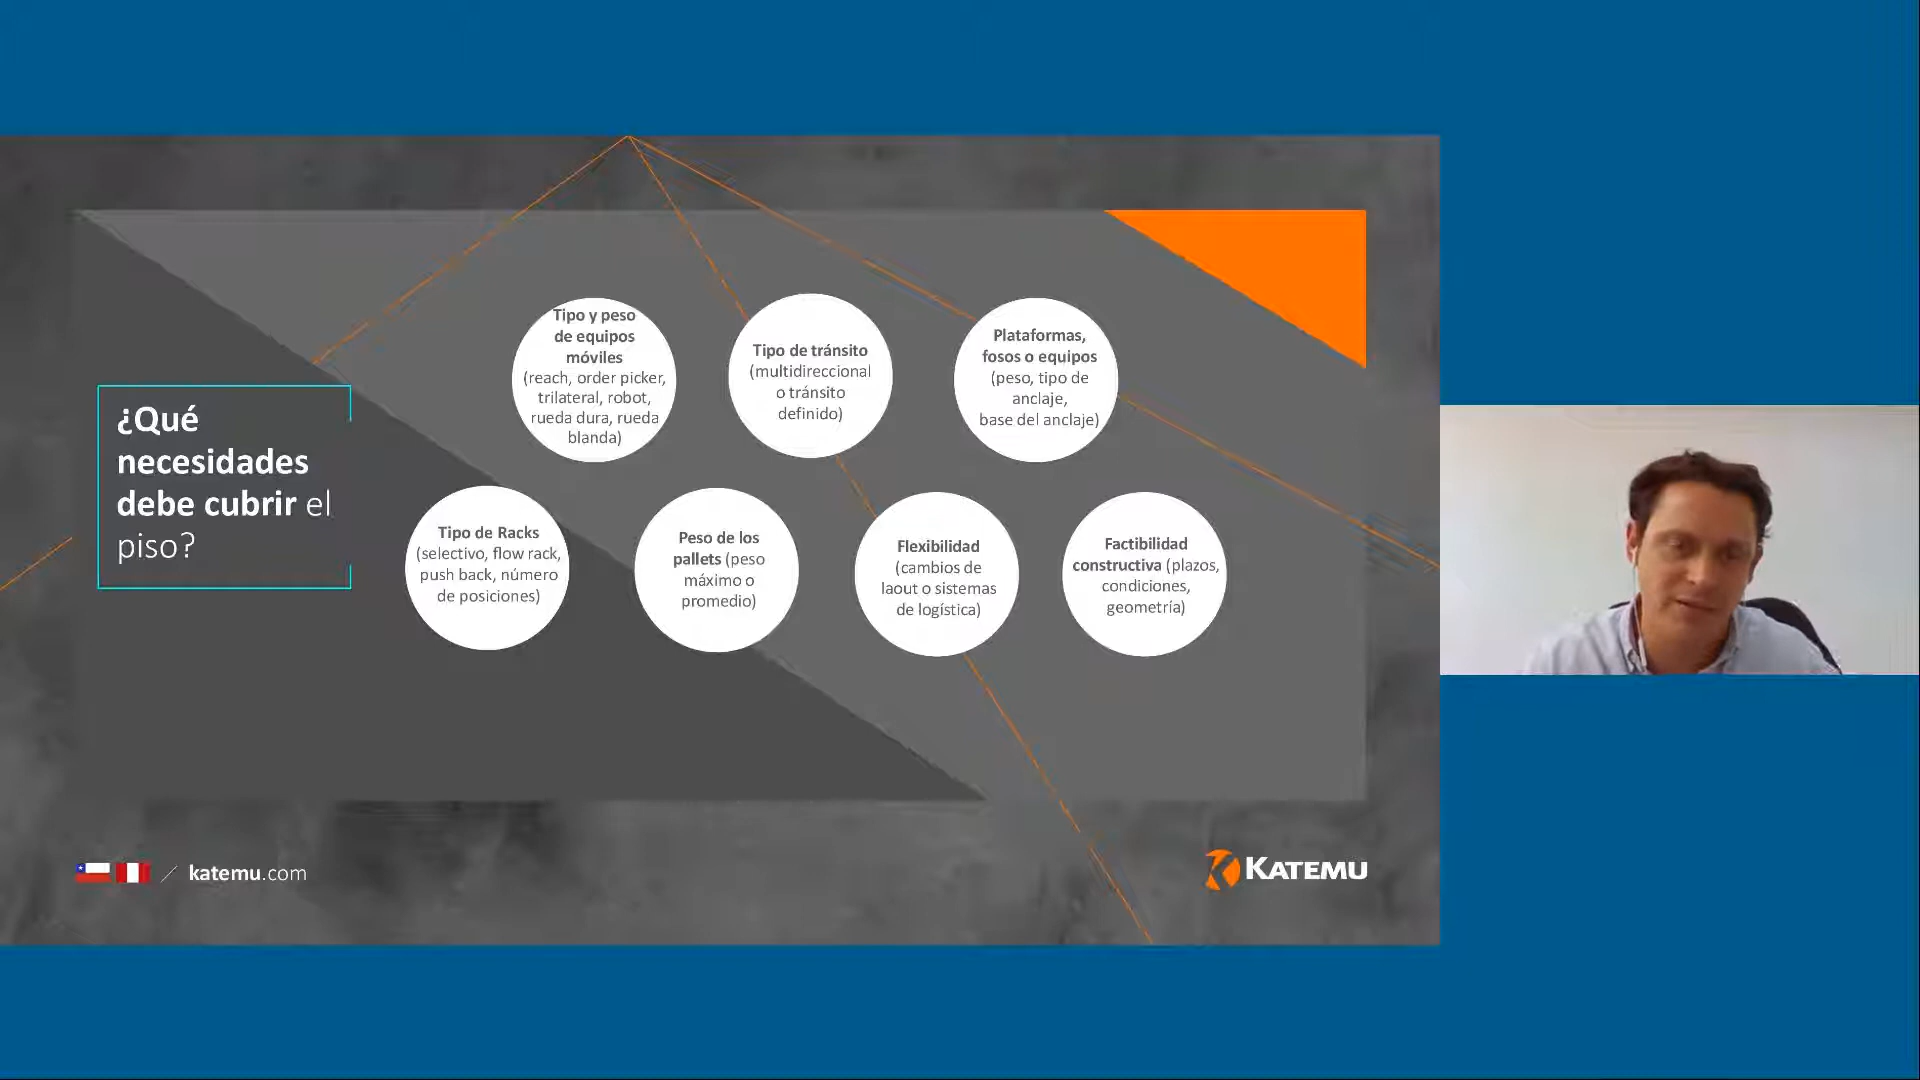 ¿Qué
necesidades
debe cubrir el
piso?
Tipo y peso
de equipos
móviles
(reach, order picker,
trilateral, robot,
rueda dura, rueda
blanda)
Tipo de tránsito
(multidireccional
o tránsito
definido)
Plataformas,
fosos o equipos
(peso, tipo de
anclaje,
base del anclaje)
Tipo de Racks
(selectivo, flow rack,
push back, número
de posiciones)
Peso de los
pallets (peso
máximo o
promedio)
Flexibilidad
(cambios de
laout o sistemas
de logística)
Factibilidad
constructiva (plazos,
condiciones,
geometría)
katemu.com
KATEMU